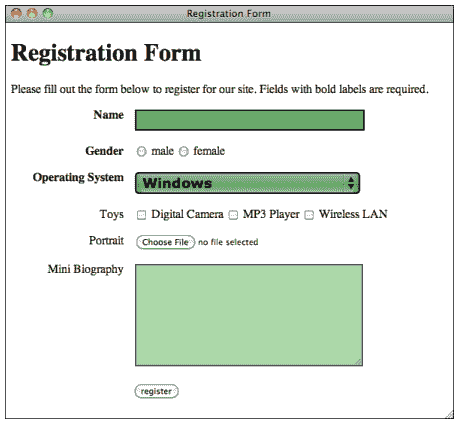 Registration Form
Registration Form
Please fill out the form below to register for our site. Fields with bold labels are required.
Name
Gender male female
Operating System Windows
Toys Digital Camera MP3 Player Wireless LAN
Portrait Choose File no file selected
Mini Biography
register